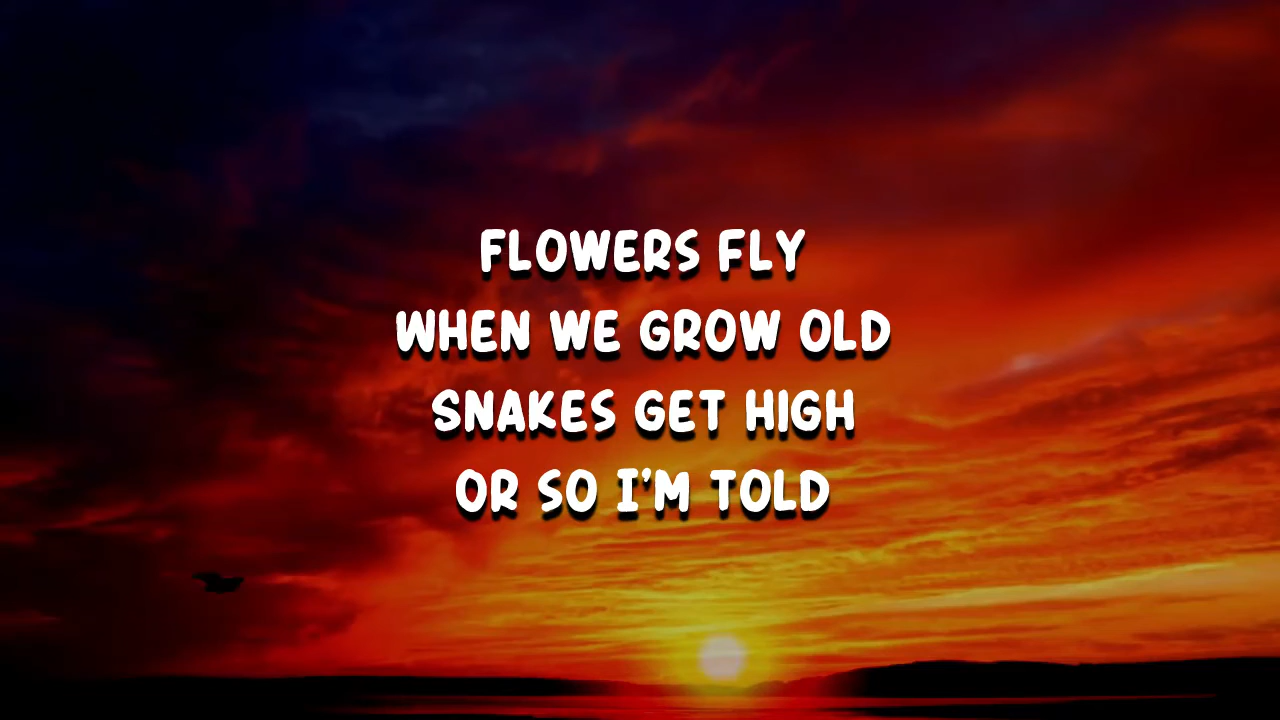 FLOWERS FLY
WHEN WE GROW OLD
SNAKES GET HIGH
OR SO I'M TOLD